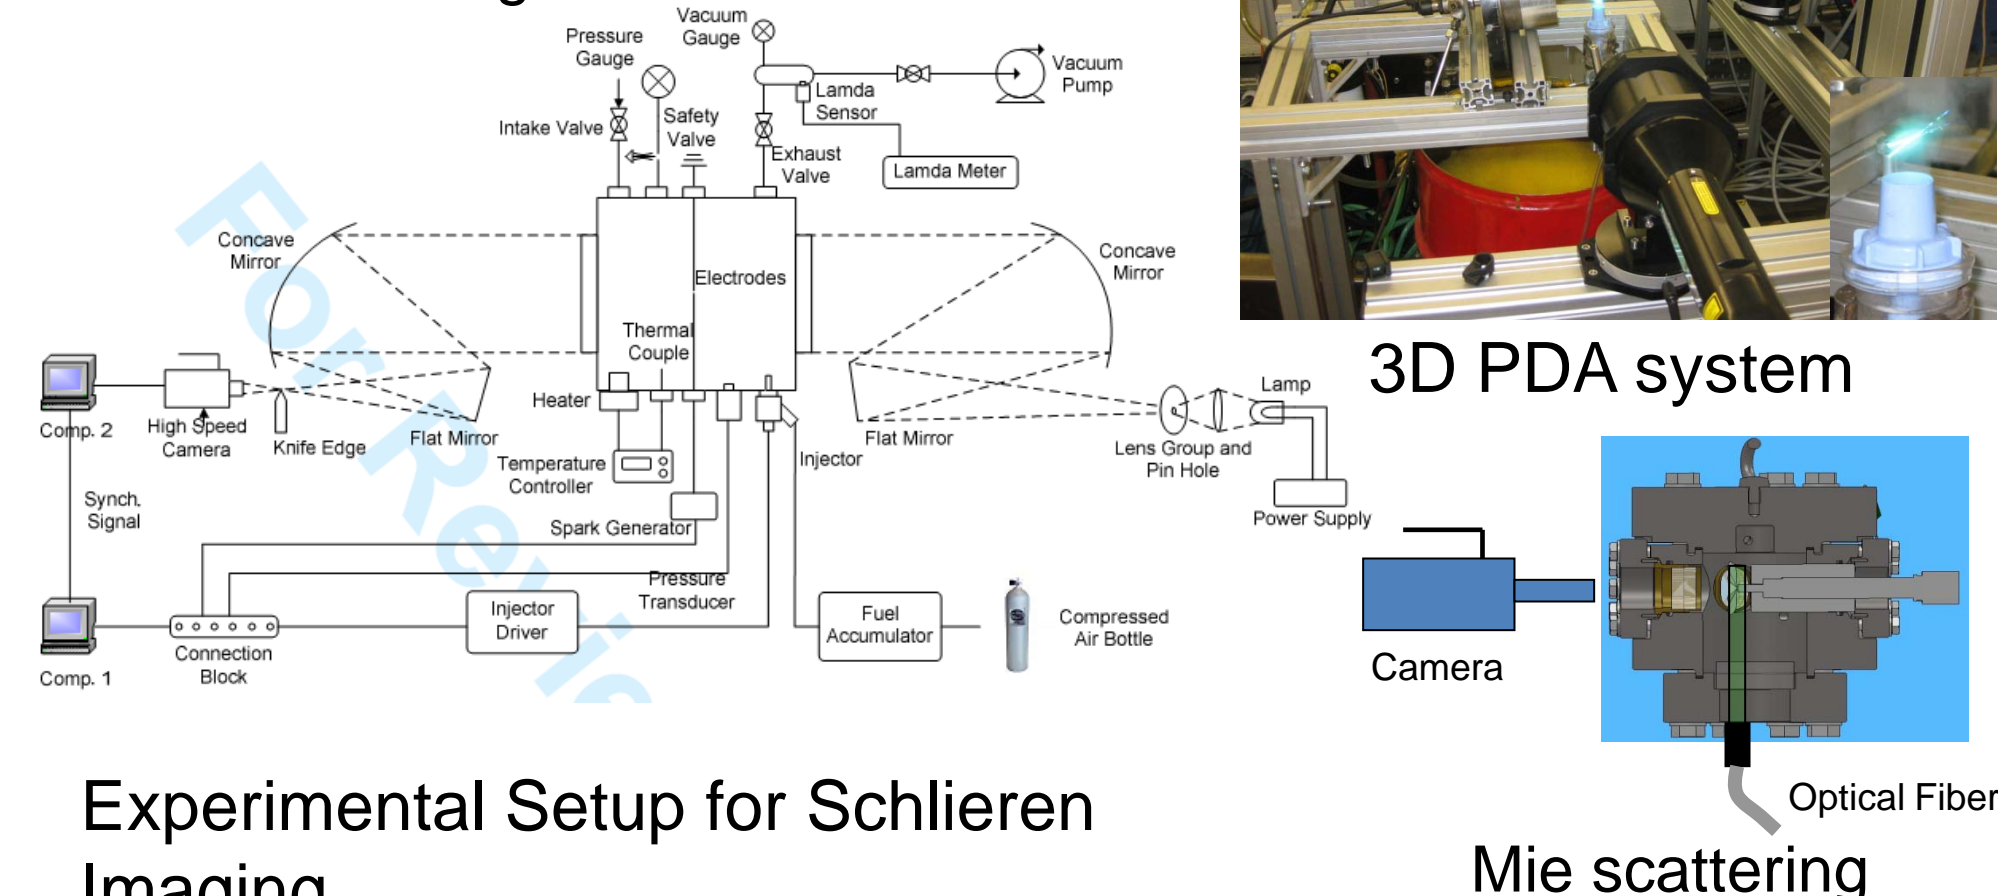 Vacuum
Gauge
Pressure
Gauge
Vacuum
Pump
Lamda
Sensor
Intake Valve
Safety
Valve
Exhaust
Valve
Lamda Meter
Concave
Mirror
Electrodes
Concave
Mirror
Thermal
Couple
Heater
Lamp
Comp. 2
High Speed
Camera
Knife Edge
Flat Mirror
Flat Mirror
Injector
Temperature
Controller
Lens Group and
Pin Hole
Synch.
Signal
Spark Generator
Power Supply
Pressure
Transducer
Injector
Driver
Fuel
Accumulator
Compressed
Air Bottle
Connection
Block
Comp. 1
For Revie
Experimental Setup for Schlieren
Imaging
3D PDA system
Camera
Optical Fiber
Mie scattering